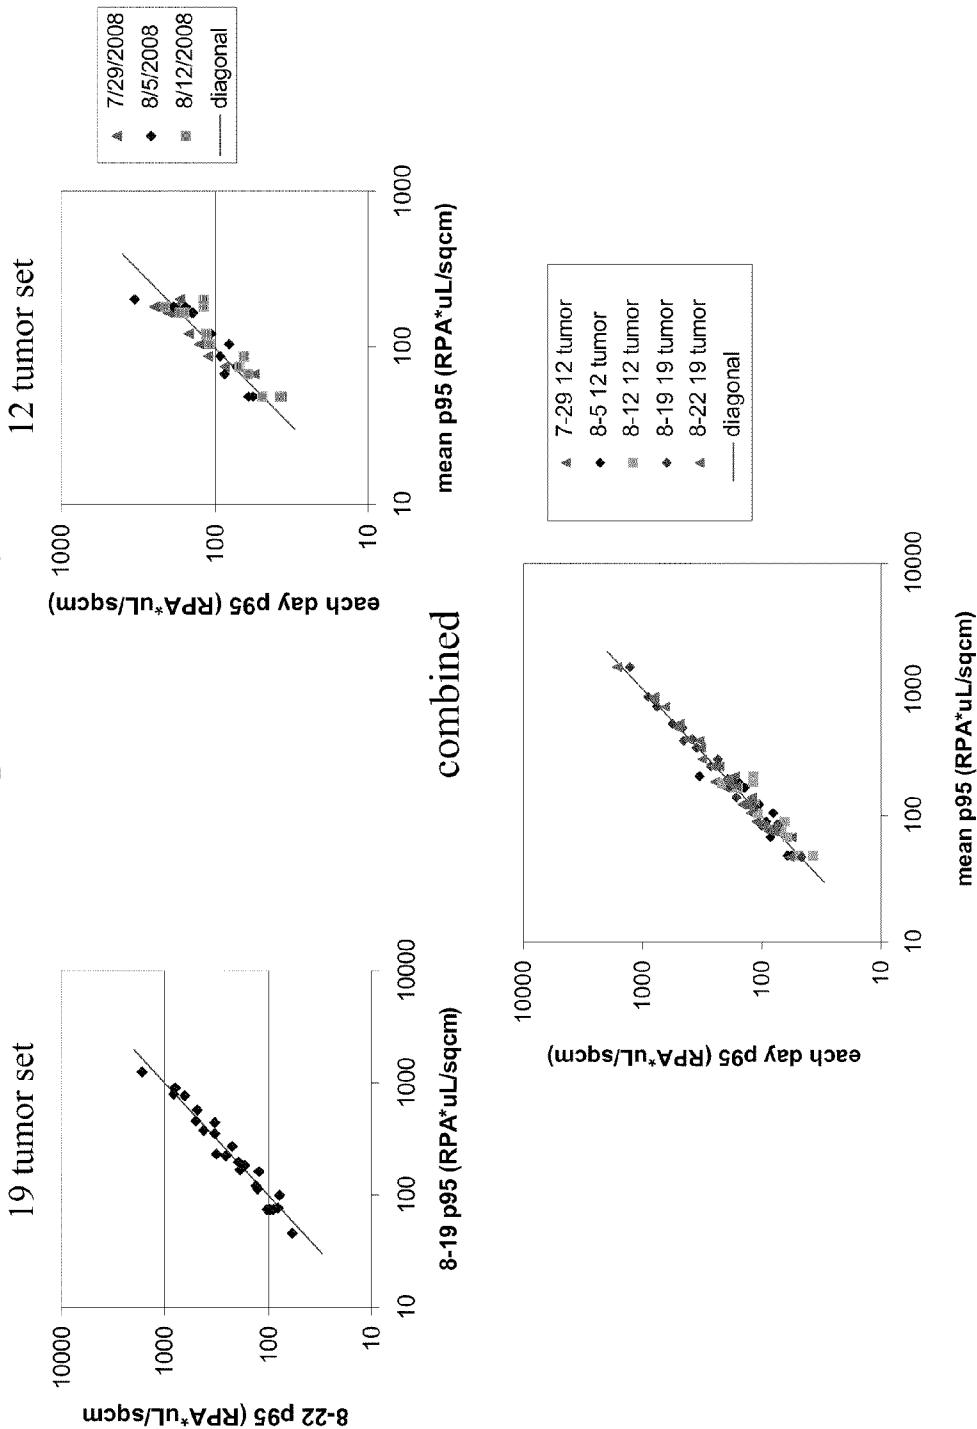 19 tumor set
10000
1000
100
10
8-22 p95 (RPA*uL/sqcm)
10
100
1000
10000
8-19 p95 (RPA*uL/sqcm)
12 tumor set
1000
100
10
each day p95 (RPA*uL/sqcm)
10
100
1000
mean p95 (RPA*uL/sqcm)
7/29/2008
8/5/2008
8/12/2008
diagonal
combined
10000
1000
100
10
each day p95 (RPA*uL/sqcm)
10
100
1000
10000
mean p95 (RPA*uL/sqcm)
7-29 12 tumor
8-5 12 tumor
8-12 12 tumor
8-19 19 tumor
8-22 19 tumor
diagonal